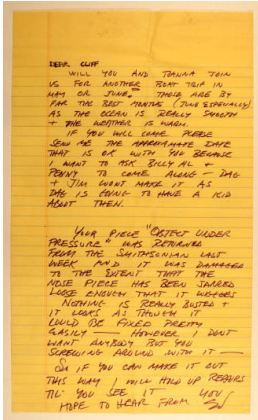 DEAR CLIFF
WILL YOU AND JOANNA JOIN
US FOR ANOTHER BOAT TRIP IN
MAY OR JUNE. THOSE ARE BY
FAR THE BEST MONTHS (JUNE ESPECIALLY)
AS THE OCEAN IS REALLY SMOOTH
+ THE WEATHER IS WARM.
IF YOU WILL COME PLEASE
SEND ME THE APPROXIMATE DATE
THAT IS OK WITH YOU BECAUSE
I WANT TO ASK BILLY AL +
PENNY TO COME ALONG — DAG
+ JIM WONT MAKE IT AS
DAG IS GOING TO HAVE A KID
ABOUT THEN.
YOUR PIECE "OBJECT UNDER
PRESSURE" WAS RETURNED
FROM THE SMITHSONIAN LAST
WEEK AND IT WAS DAMAGED
TO THE EXTENT THAT THE
NOSE PIECE HAS BEEN JARRED
LOOSE ENOUGH THAT IT WIGGLES
NOTHING IS REALLY BUSTED +
IT LOOKS AS THOUGH IT
COULD BE FIXED PRETTY
EASILY — HOWEVER I DONT
WANT ANYBODY BUT YOU
SCREWING AROUND WITH IT —
SO IF YOU CAN MAKE IT OUT
THIS WAY I WILL HOLD UP REPAIRS
TIL YOU SEE IT
HOPE TO HEAR FROM YOU